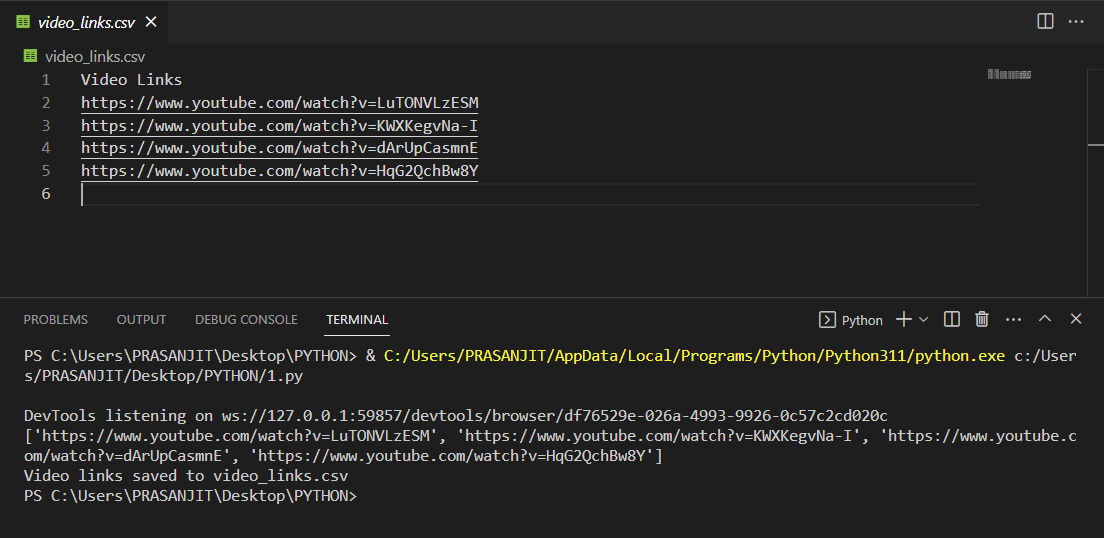 video_links.csv
video_links.csv
1 Video Links
2 https://www.youtube.com/watch?v=LuTONVLzESM
3 https://www.youtube.com/watch?v=KWXKegvNa-I
4 https://www.youtube.com/watch?v=dArUpCasmnE
5 https://www.youtube.com/watch?v=HqG2QchBw8Y
6
PROBLEMS OUTPUT DEBUG CONSOLE TERMINAL Python
PS C:\Users\PRASANJIT\Desktop\PYTHON> & C:/Users/PRASANJIT/AppData/Local/Programs/Python/Python311/python.exe c:/User
s/PRASANJIT/Desktop/PYTHON/1.py
DevTools listening on ws://127.0.0.1:59857/devtools/browser/df76529e-026a-4993-9926-0c57c2cd020c
['https://www.youtube.com/watch?v=LuTONVLzESM', 'https://www.youtube.com/watch?v=KWXKegvNa-I', 'https://www.youtube.c
om/watch?v=dArUpCasmnE', 'https://www.youtube.com/watch?v=HqG2QchBw8Y']
Video links saved to video_links.csv
PS C:\Users\PRASANJIT\Desktop\PYTHON>